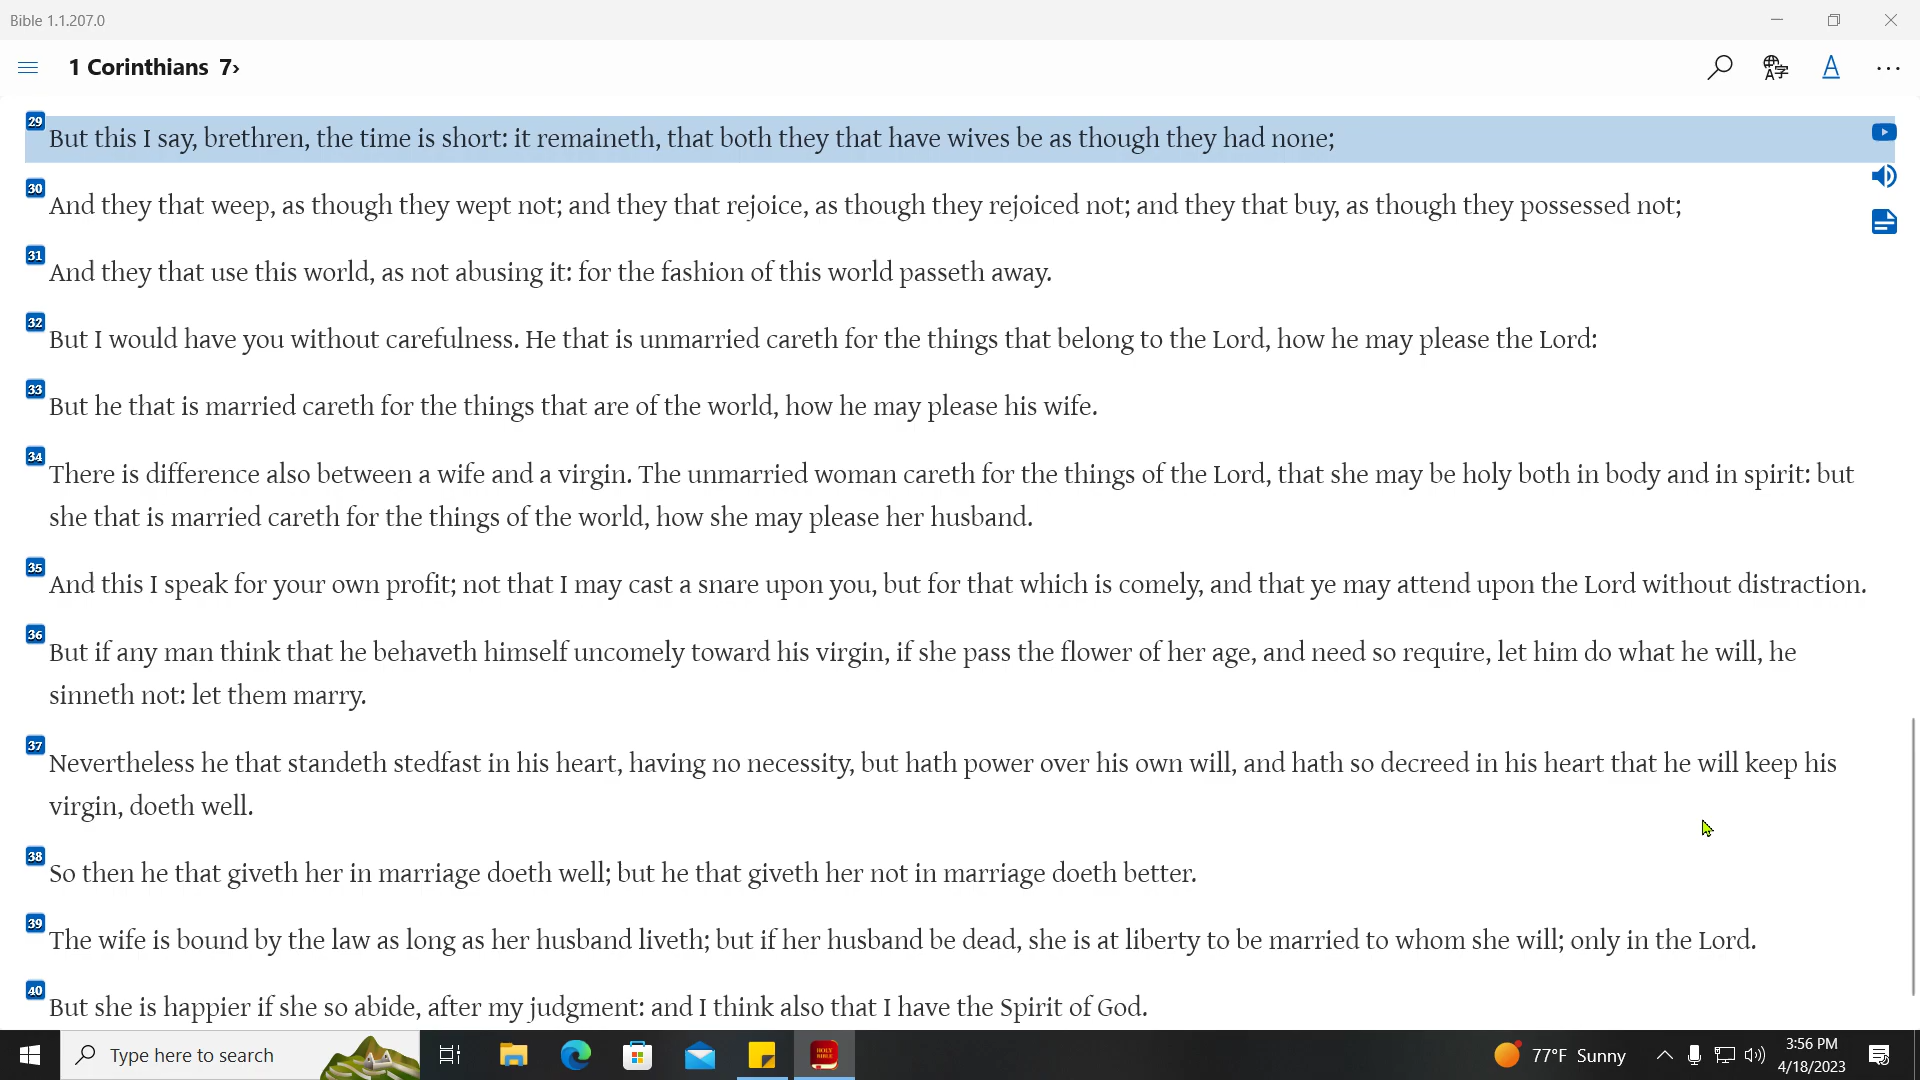 Bible 1.1.207.0
1 Corinthians 7›
29 But this I say, brethren, the time is short: it remaineth, that both they that have wives be as though they had none;
30 And they that weep, as though they wept not; and they that rejoice, as though they rejoiced not; and they that buy, as though they possessed not;
31 And they that use this world, as not abusing it: for the fashion of this world passeth away.
32 But I would have you without carefulness. He that is unmarried careth for the things that belong to the Lord, how he may please the Lord:
33 But he that is married careth for the things that are of the world, how he may please his wife.
34 There is difference also between a wife and a virgin. The unmarried woman careth for the things of the Lord, that she may be holy both in body and in spirit: but
she that is married careth for the things of the world, how she may please her husband.
35 And this I speak for your own profit; not that I may cast a snare upon you, but for that which is comely, and that ye may attend upon the Lord without distraction.
36 But if any man think that he behaveth himself uncomely toward his virgin, if she pass the flower of her age, and need so require, let him do what he will, he
sinneth not: let them marry.
37 Nevertheless he that standeth stedfast in his heart, having no necessity, but hath power over his own will, and hath so decreed in his heart that he will keep his
virgin, doeth well.
38 So then he that giveth her in marriage doeth well; but he that giveth her not in marriage doeth better.
39 The wife is bound by the law as long as her husband liveth; but if her husband be dead, she is at liberty to be married to whom she will; only in the Lord.
40 But she is happier if she so abide, after my judgment: and I think also that I have the Spirit of God.
Type here to search
HOLY BIBLE
77°F Sunny
3:56 PM
4/18/2023